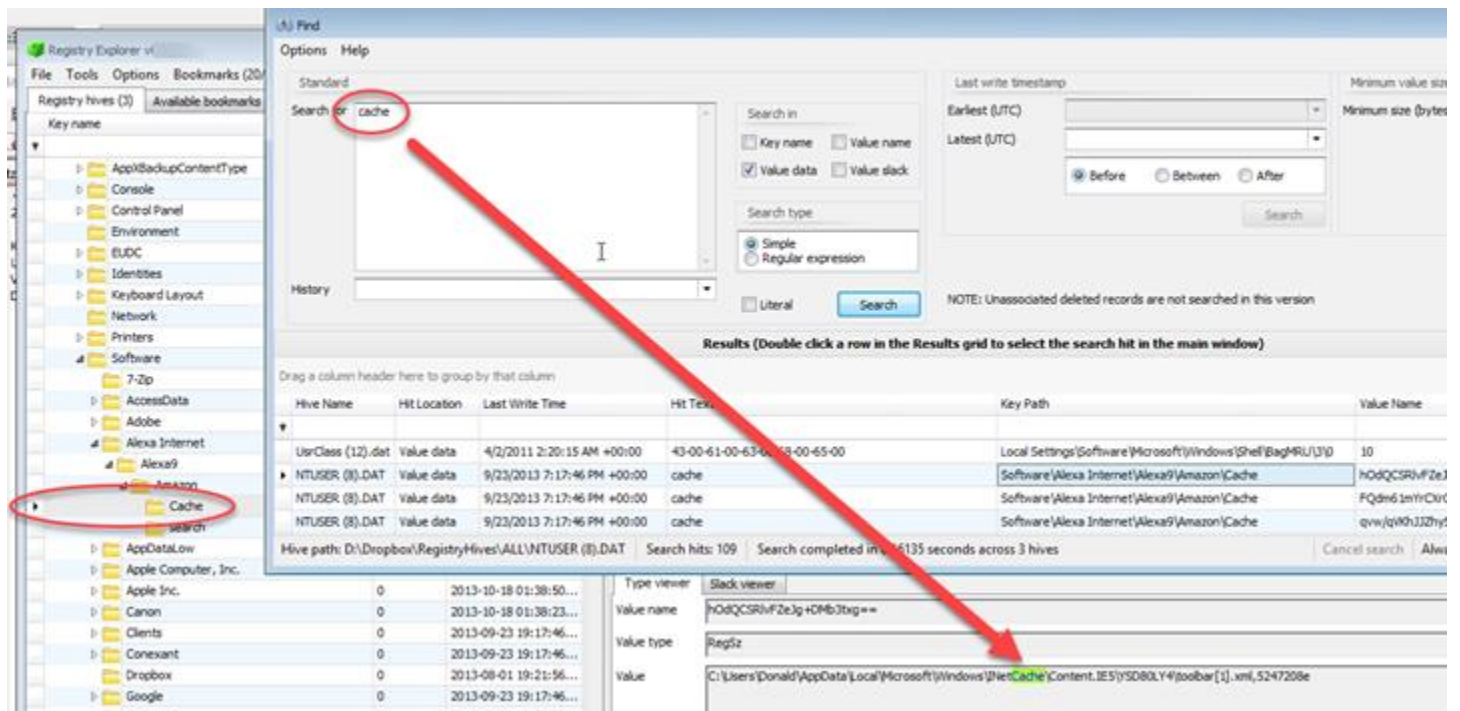 Find
Options Help
Registry Explorer
File Tools Options Bookmarks (20/
Registry hives (3) Available bookmarks
Key name
AppXBackupContentType
Console
Control Panel
Environment
EUDC
Identities
Keyboard Layout
Network
Printers
Software
7-Zip
AccessData
Adobe
Alexa Internet
Alexa9
Amazon
Cache
Search
AppDataLow
Apple Computer, Inc.
Apple Inc. 0 2013-10-18 01:38:50...
Canon 0 2013-10-18 01:38:23...
Clients 0 2013-09-23 19:17:46...
Conexant 0 2013-09-23 19:17:46...
Dropbox 0 2013-08-01 19:21:56...
Google 0 2013-09-23 19:17:46...
Standard
Search for cache
Search in
Key name Value name
Value data Value slack
Search type
Simple
Regular expression
History
Literal Search
Last write timestamp
Earliest (UTC)
Latest (UTC)
Before Between After
Search
Minimum value size
Minimum size (bytes
NOTE: Unassociated deleted records are not searched in this version
Results (Double click a row in the Results grid to select the search hit in the main window)
Drag a column header here to group by that column
Hive Name Hit Location Last Write Time Hit Text Key Path Value Name
UsrClass (12).dat Value data 4/2/2011 2:20:15 AM +00:00 Local Settings\Software\Microsoft\Windows\Shell\BagMRU\3\0 10
NTUSER (8).DAT Value data 9/23/2013 7:17:46 PM +00:00 cache Software\Alexa Internet\Alexa9\Amazon\Cache
NTUSER (8).DAT Value data 9/23/2013 7:17:46 PM +00:00 cache Software\Alexa Internet\Alexa9\Amazon\Cache
NTUSER (8).DAT Value data 9/23/2013 7:17:46 PM +00:00 cache Software\Alexa Internet\Alexa9\Amazon\Cache
Hive path: D:\Dropbox\RegistryHives\ALL\NTUSER (8).DAT Search hits: 109 Search completed in seconds across 3 hives Cancel search Alwa
Type viewer Slack viewer
Value name hOdQCSRlvFZeJg+DMb3txg==
Value type RegSz
Value C:\Users\Donald\AppData\Local\Microsoft\Windows\INetCache\Content.IE5\YSD80LY4\toolbar[1].xml,5247208e